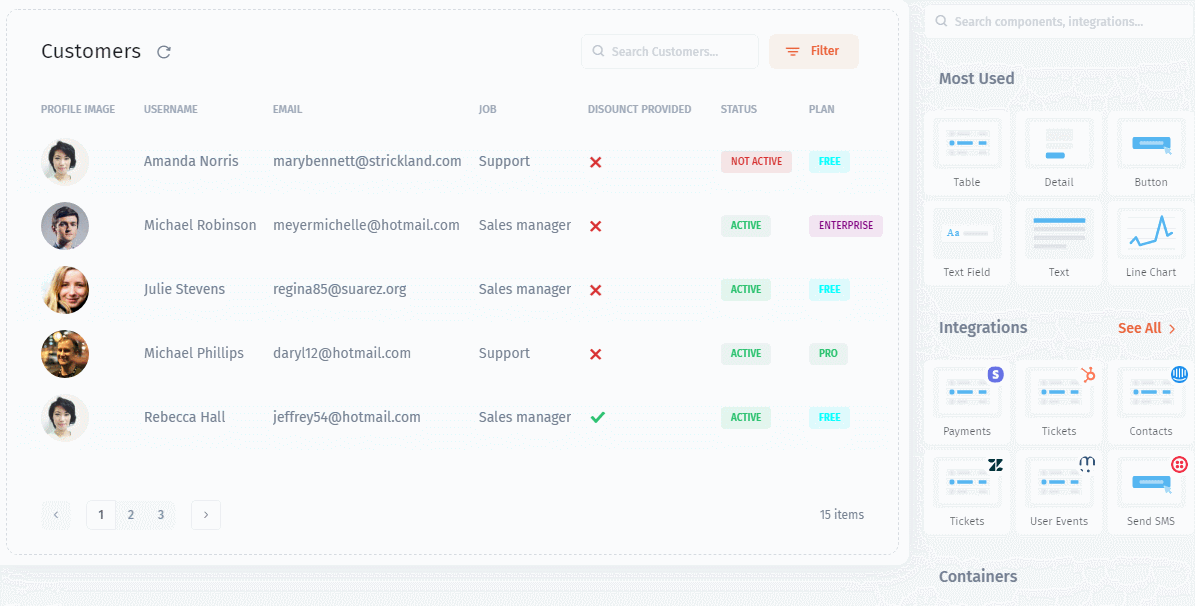 Customers
Search Customers...
Filter
PROFILE IMAGE USERNAME EMAIL JOB DISOUNCT PROVIDED STATUS PLAN
Amanda Norris marybennett@strickland.com Support NOT ACTIVE FREE
Michael Robinson meyermichelle@hotmail.com Sales manager ACTIVE ENTERPRISE
Julie Stevens regina85@suarez.org Sales manager ACTIVE FREE
Michael Phillips daryl12@hotmail.com Support ACTIVE PRO
Rebecca Hall jeffrey54@hotmail.com Sales manager ACTIVE FREE
1 2 3
15 items
Search components, integrations...
Most Used
Table Detail Button
Aa
Text Field Text Line Chart
Integrations See All
S
Payments Tickets Contacts
Tickets User Events Send SMS
Containers